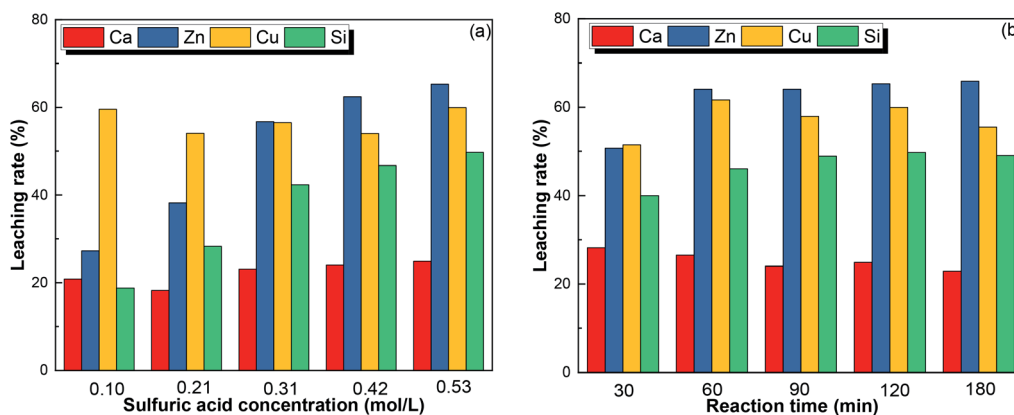 Ca Zn Cu Si (a)
80
60
40
20
0
Leaching rate (%)
0.10 0.21 0.31 0.42 0.53
Sulfuric acid concentration (mol/L)
Ca Zn Cu Si (b
80
60
40
20
0
Leaching rate (%)
30 60 90 120 180
Reaction time (min)